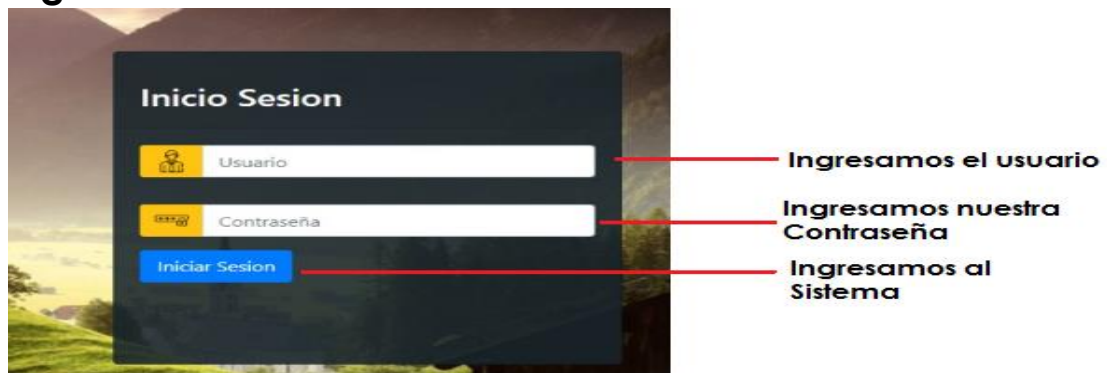 Inicio Sesion
Usuario
Ingresamos el usuario
Contraseña
Ingresamos nuestra
Contraseña
Iniciar Sesion
Ingresamos al
Sistema